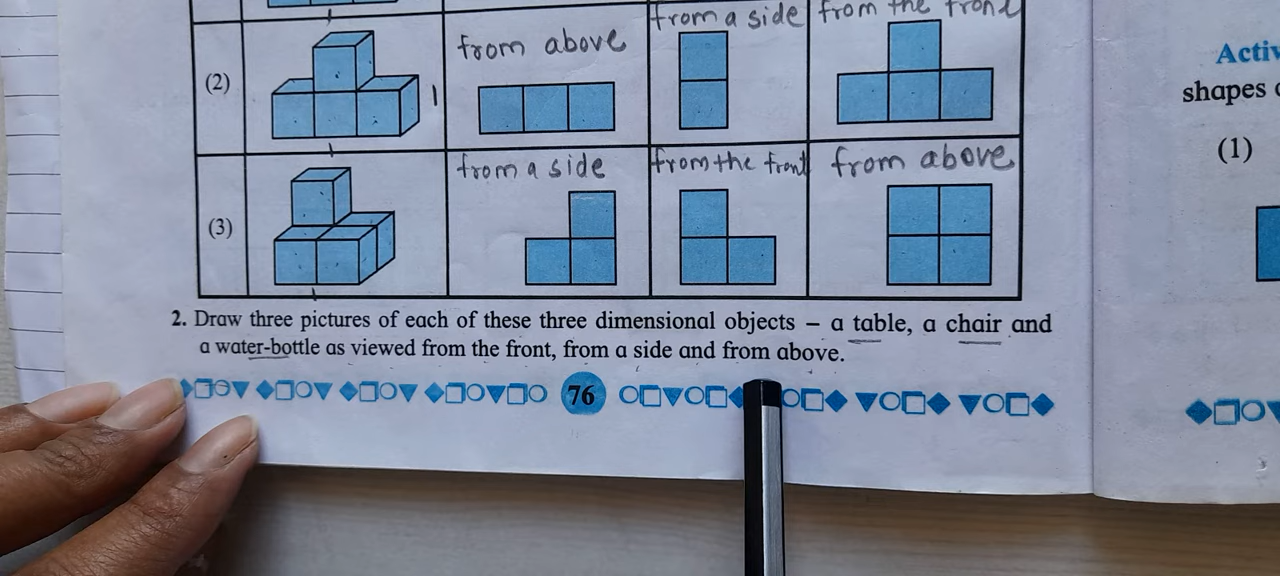 from a side from the front
(2) from above
(3) from a side from the front from above
2. Draw three pictures of each of these three dimensional objects – a table, a chair and
a water-bottle as viewed from the front, from a side and from above.
76
Activ
shapes
(1)